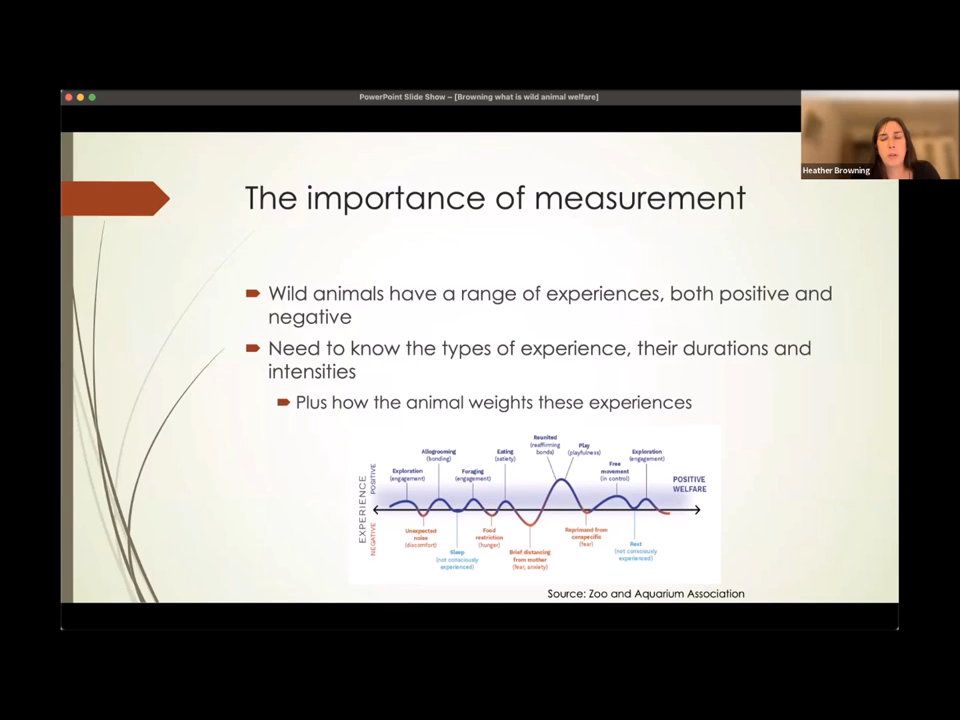 PowerPoint Slide Show – [Browning what is wild animal welfare]
Heather Browning
The importance of measurement
Wild animals have a range of experiences, both positive and
negative
Need to know the types of experience, their durations and
intensities
Plus how the animal weights these experiences
EXPERIENCE
POSITIVE
NEGATIVE
Exploration
(engagement)
Allogrooming
(bonding)
Foraging
(engagement)
Eating
(satiety)
Reunited
(reaffirming
bonds)
Play
(playfulness)
Free
movement
(in control)
Exploration
(engagement)
POSITIVE
WELFARE
Unexpected
noise
(discomfort)
Sleep
(not consciously
experienced)
Food
restriction
(hunger)
Brief distancing
from mother
(fear, anxiety)
Reprimand from
conspecific
(fear)
Rest
(not consciously
experienced)
Source: Zoo and Aquarium Association